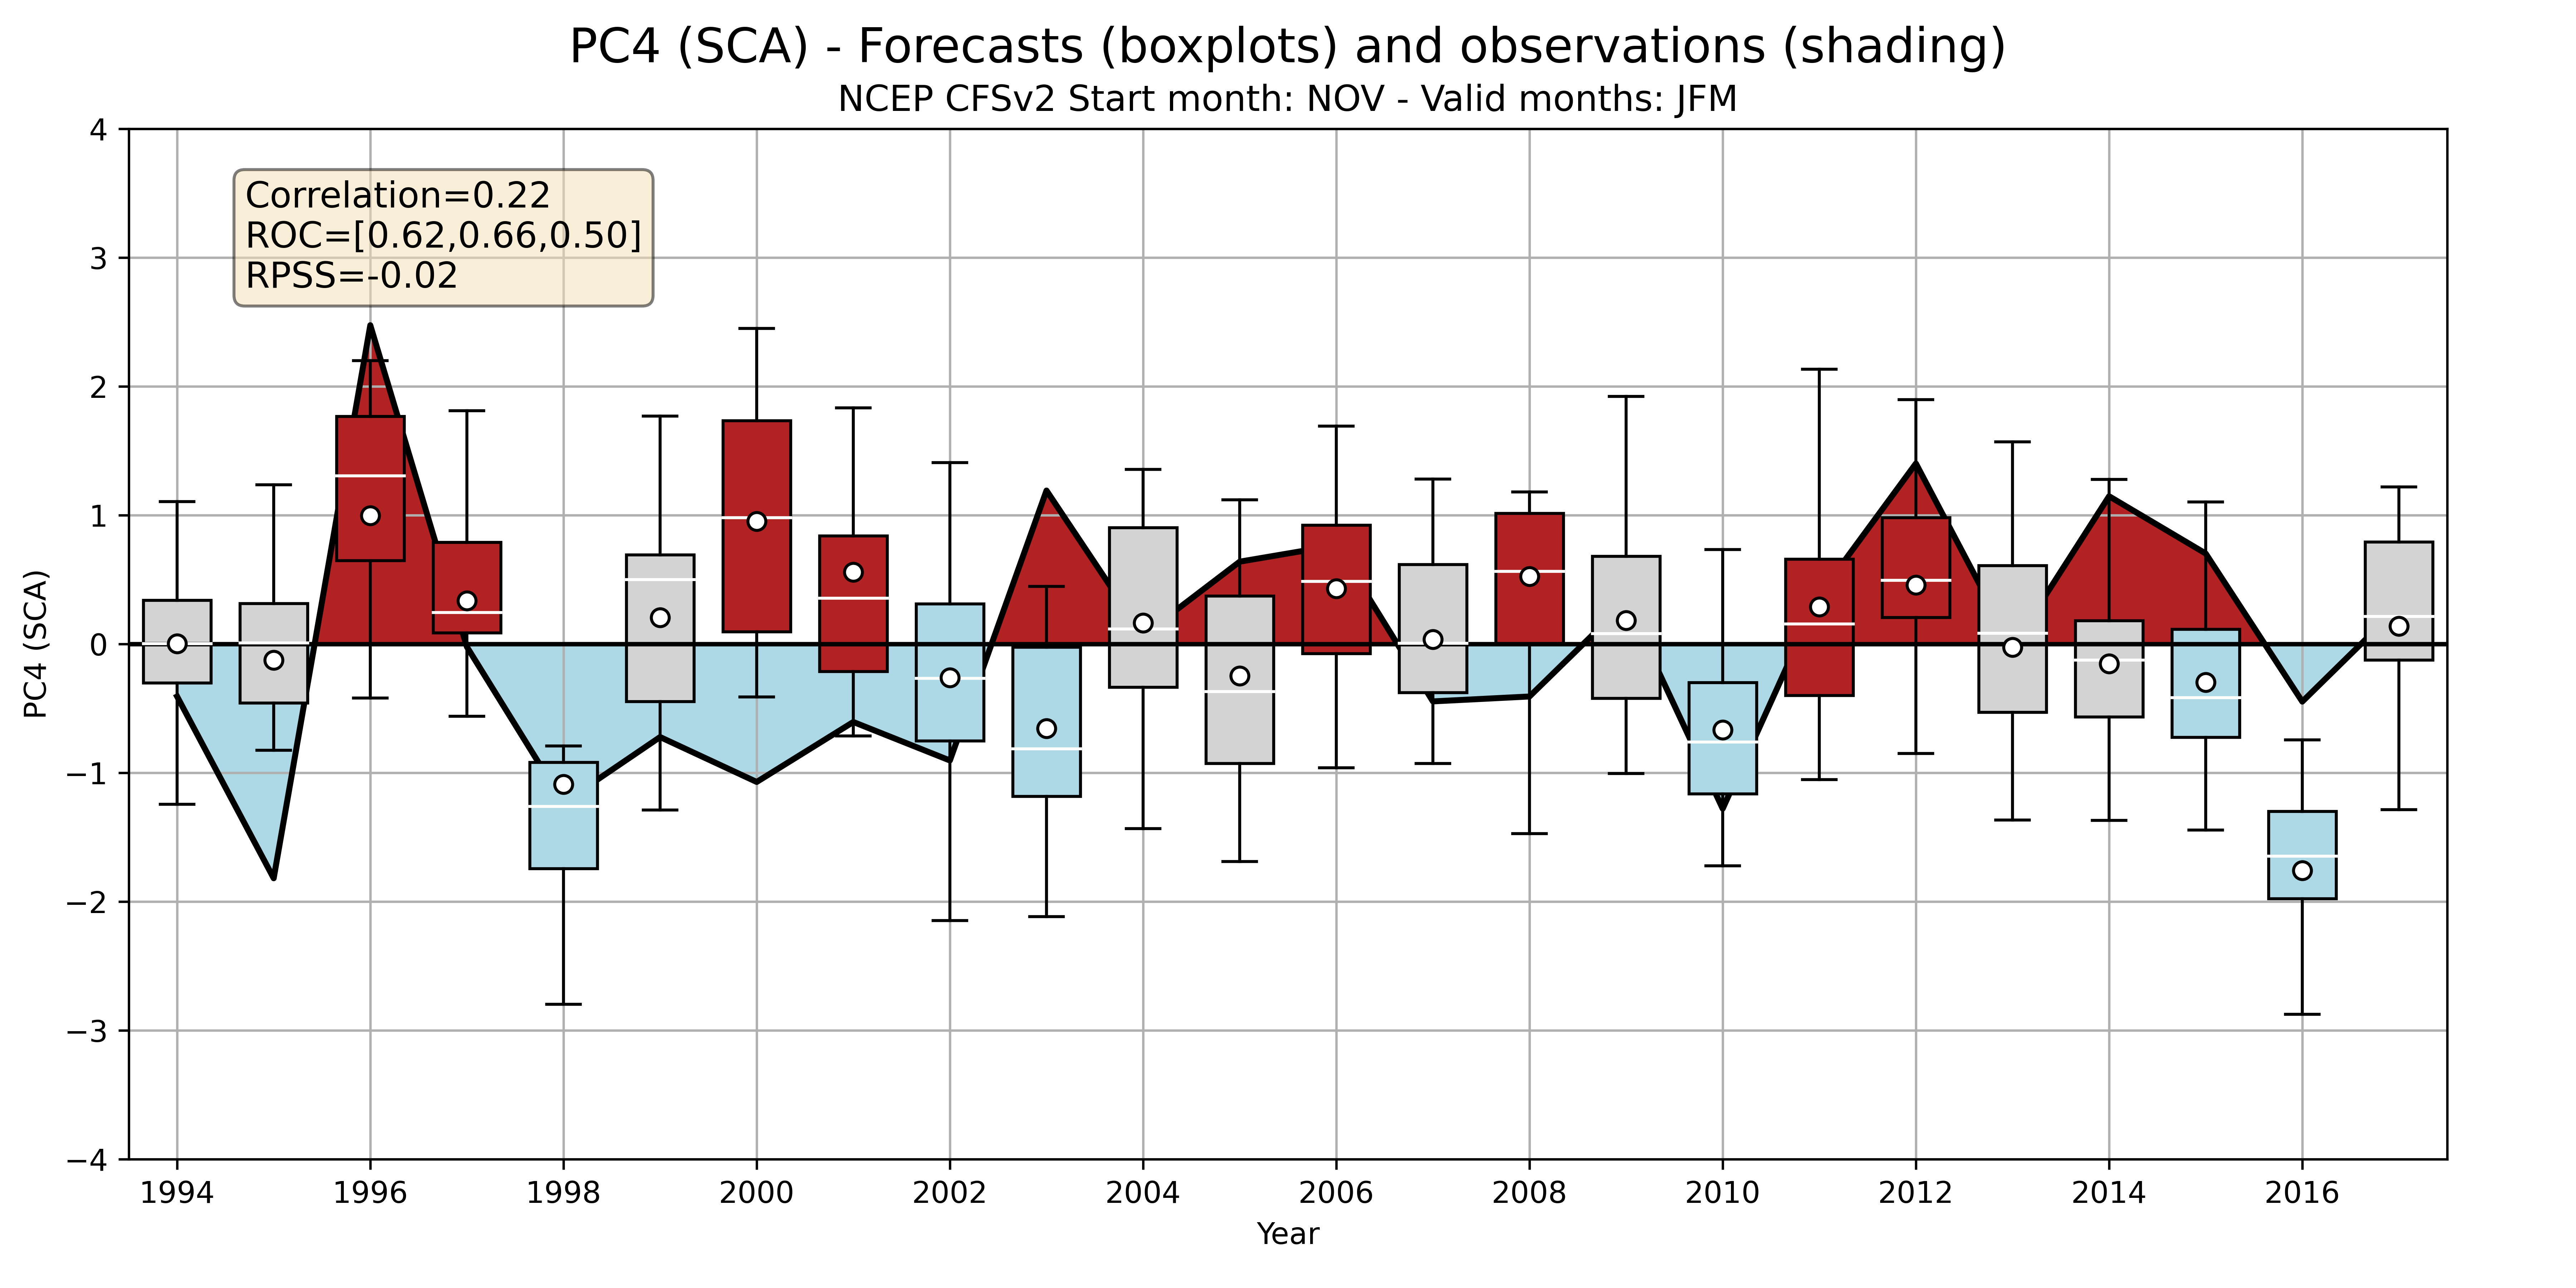 PC4 (SCA) - Forecasts (boxplots) and observations (shading)
NCEP CFSv2 Start month: NOV - Valid months: JFM
Correlation=0.22
ROC=[0.62,0.66,0.50]
RPSS=-0.02
PC4 (SCA)
4
3
2
1
0
−1
−2
−3
−4
1994 1996 1998 2000 2002 2004 2006 2008 2010 2012 2014 2016
Year